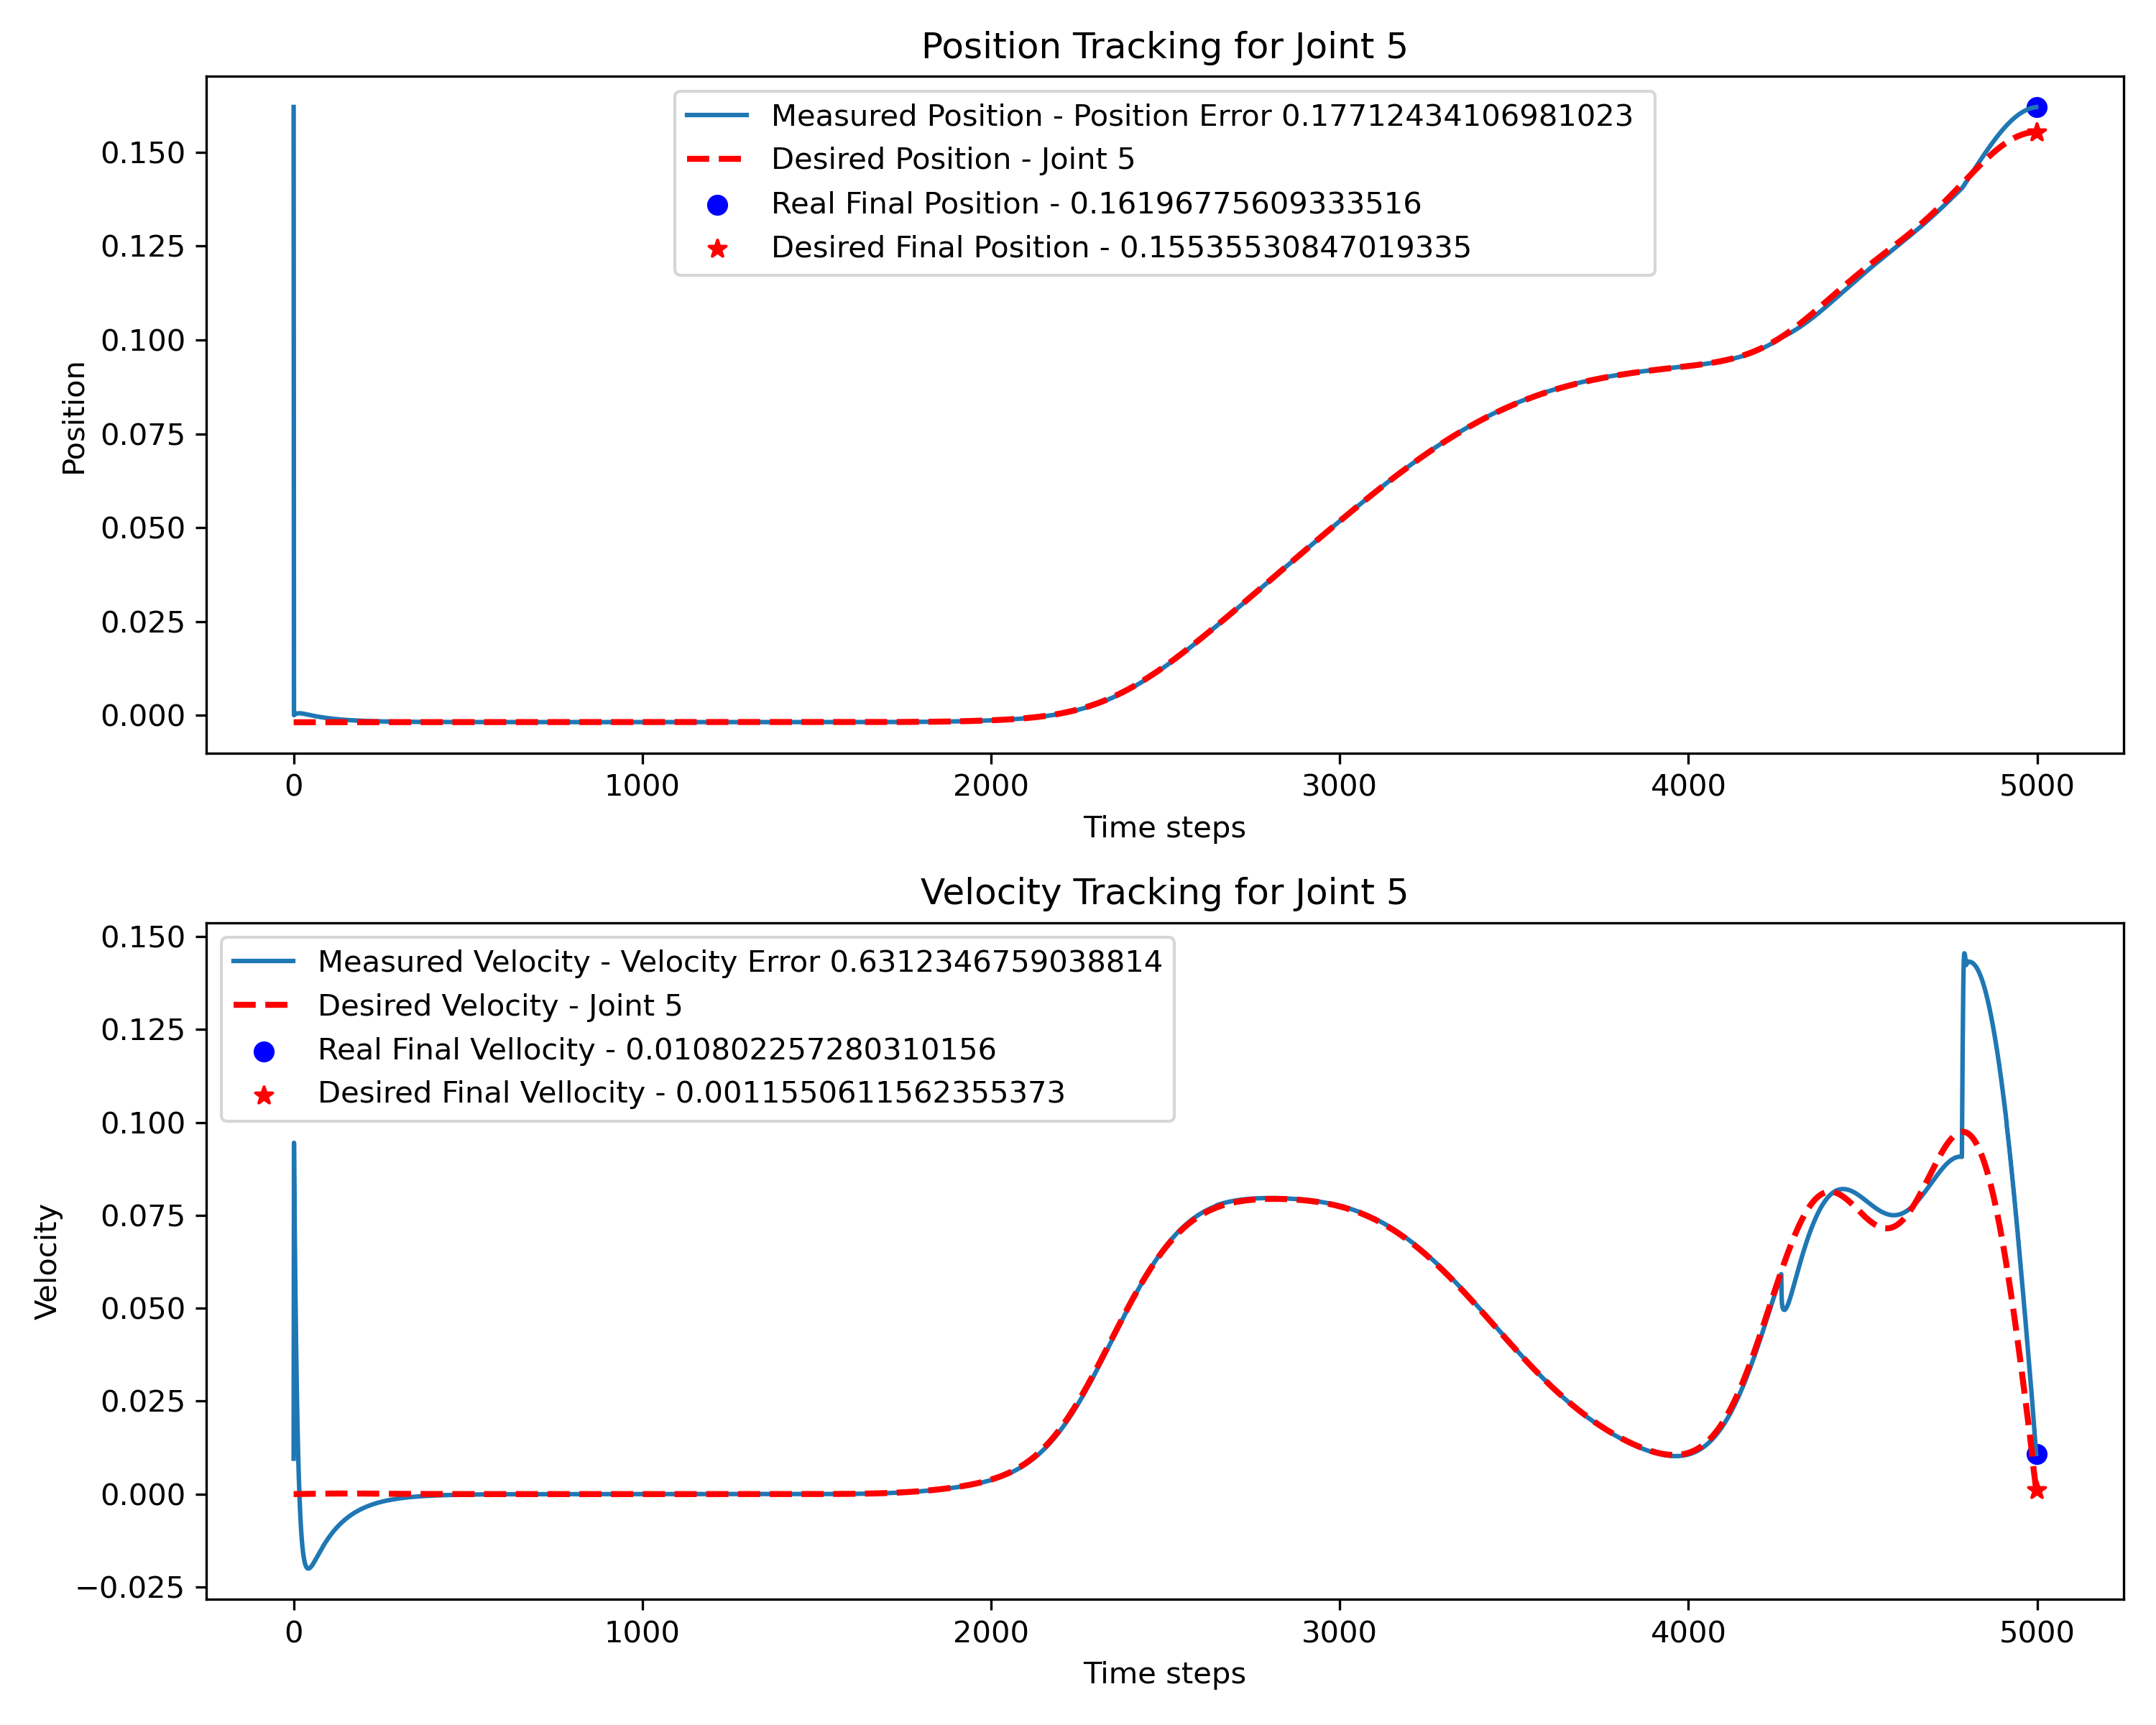 Position Tracking for Joint 5
Measured Position - Position Error 0.17712434106981023
Desired Position - Joint 5
Real Final Position - 0.16196775609333516
Desired Final Position - 0.15535530847019335
Position
0.150
0.125
0.100
0.075
0.050
0.025
0.000
0 1000 2000 3000 4000 5000
Time steps
Velocity Tracking for Joint 5
Measured Velocity - Velocity Error 0.6312346759038814
Desired Velocity - Joint 5
Real Final Vellocity - 0.010802257280310156
Desired Final Vellocity - 0.0011550611562355373
Velocity
0.150
0.125
0.100
0.075
0.050
0.025
0.000
−0.025
0 1000 2000 3000 4000 5000
Time steps